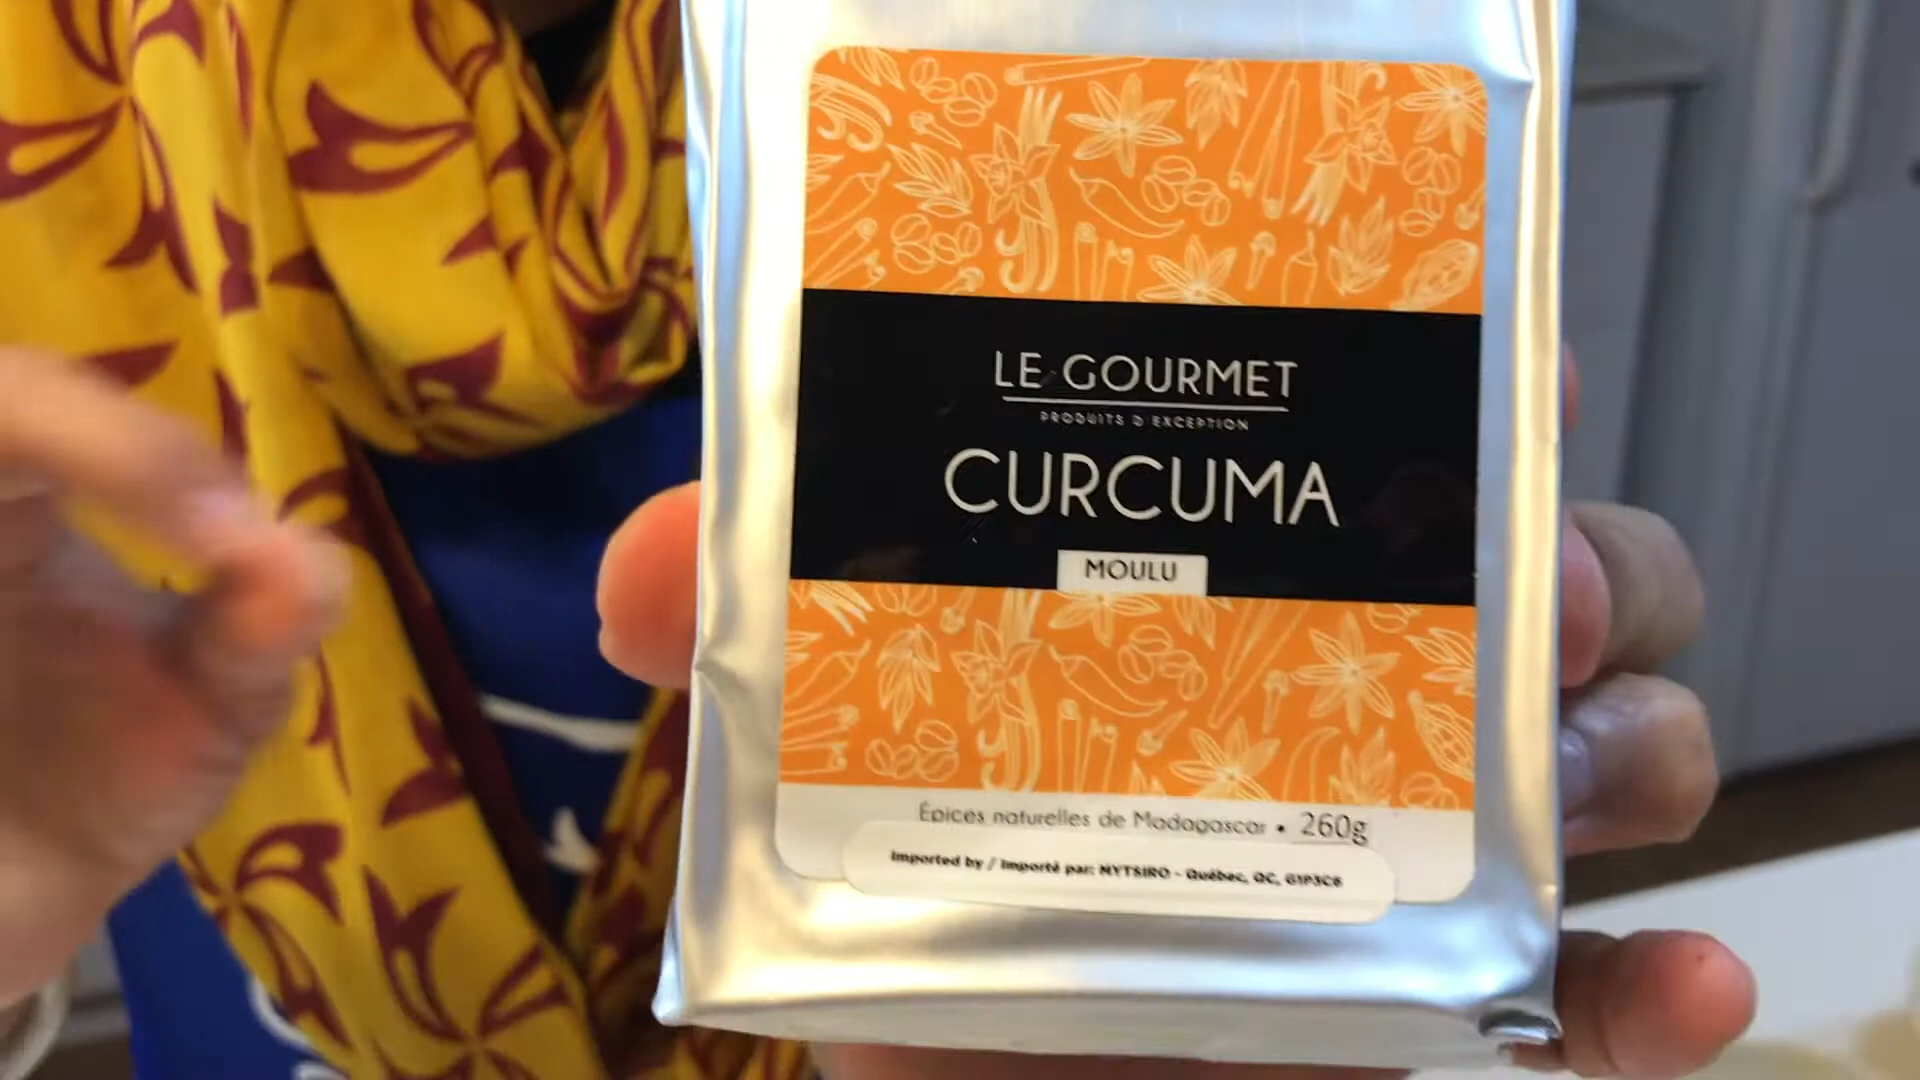 LE GOURMET
PRODUITS D'EXCEPTION
CURCUMA
MOULU
Épices naturelles de Madagascar • 260g
Imported by / Importé par: NYTSIRO - Québec, QC, G1P3C6